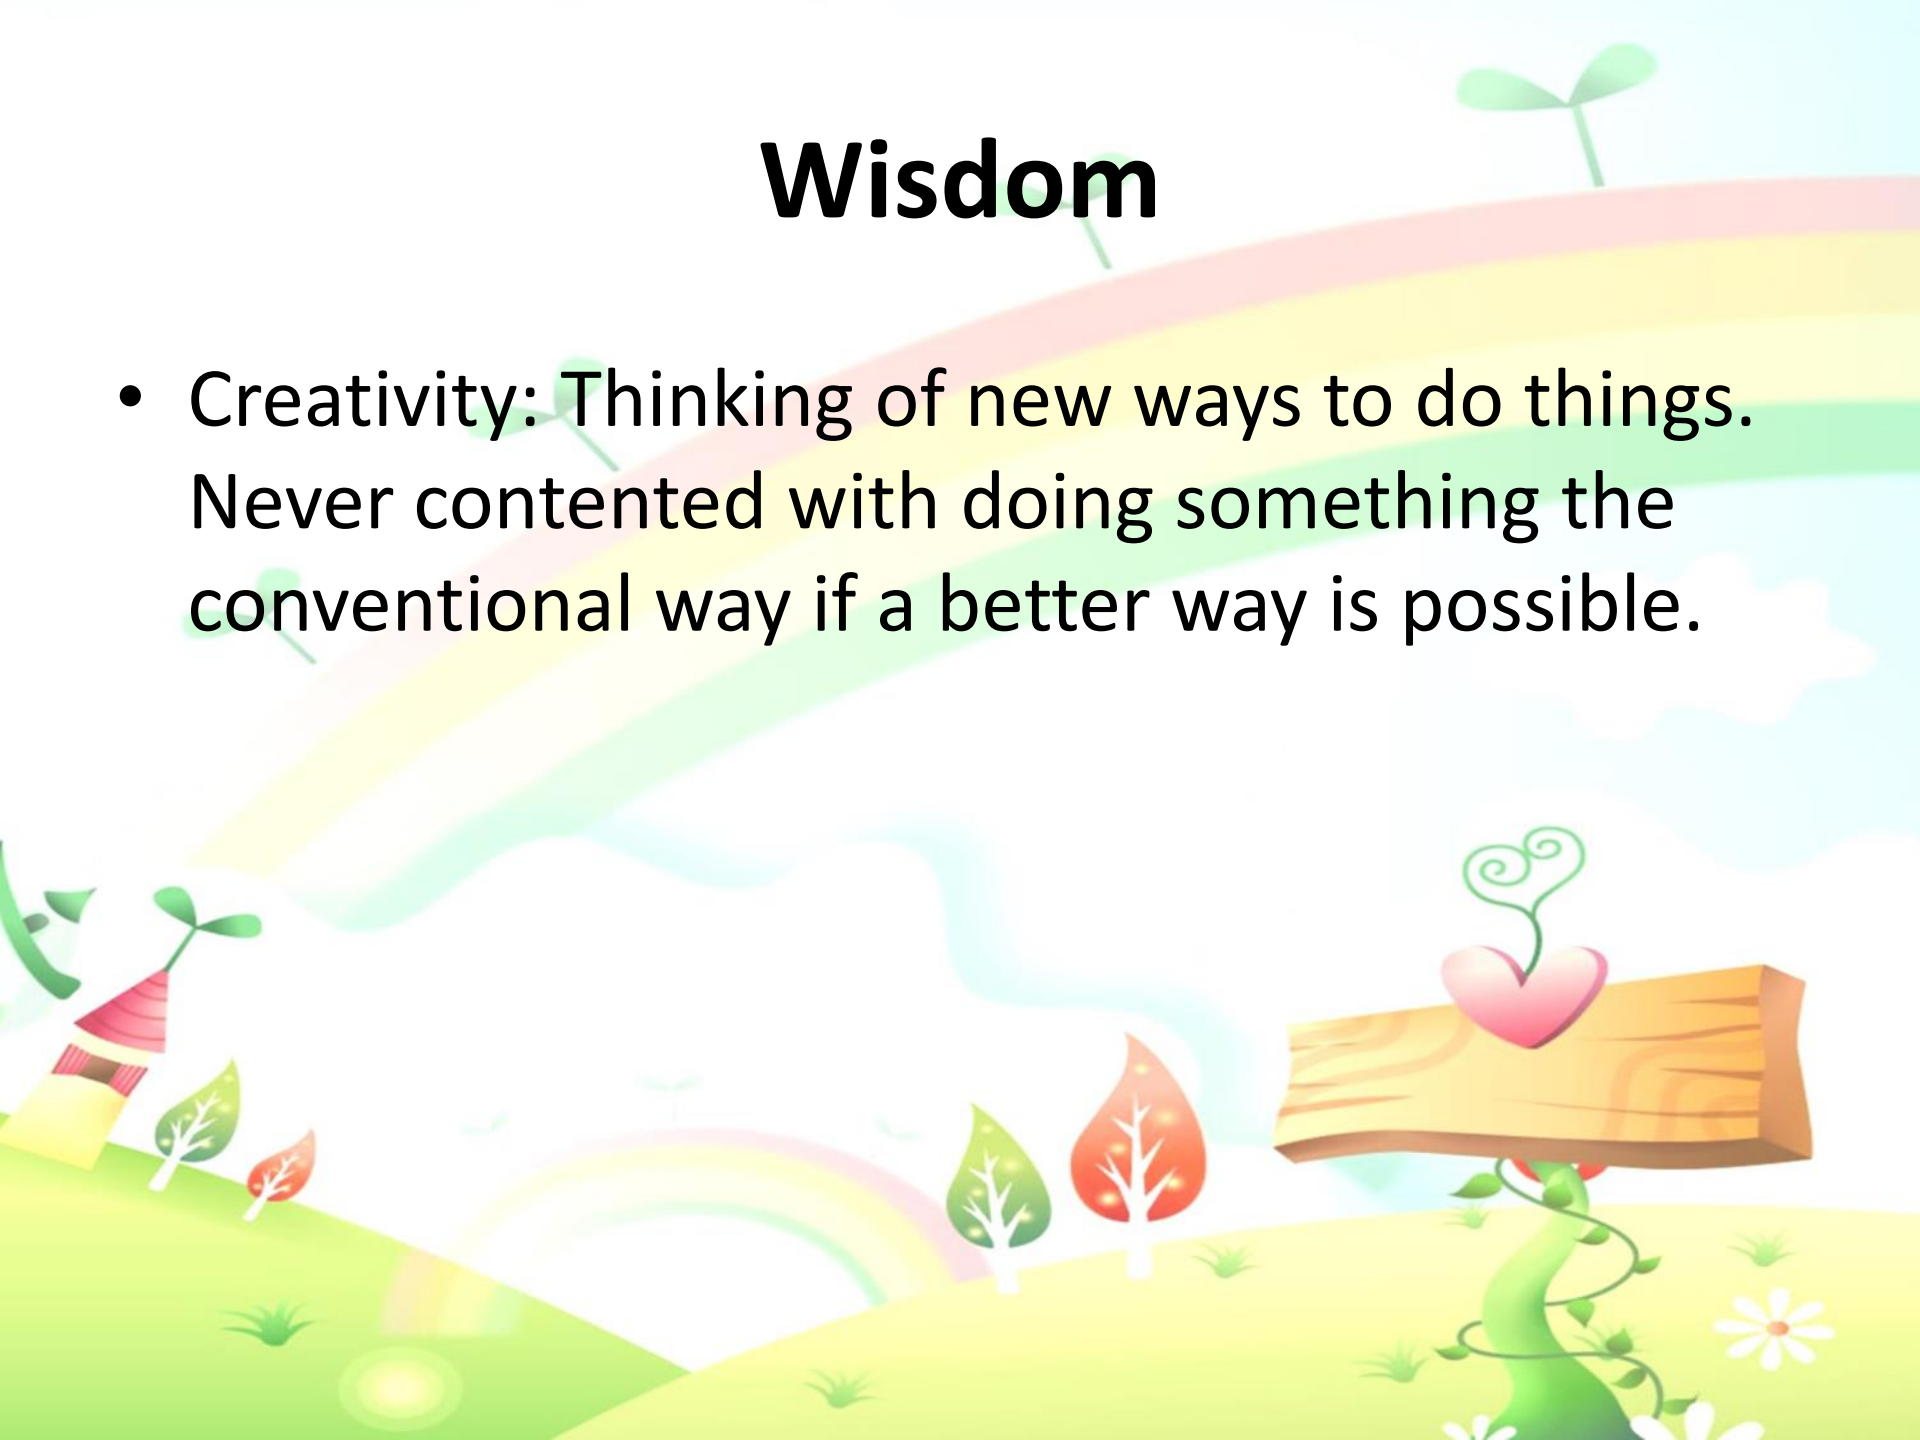 Wisdom
• Creativity: Thinking of new ways to do things.
Never contented with doing something the
conventional way if a better way is possible.